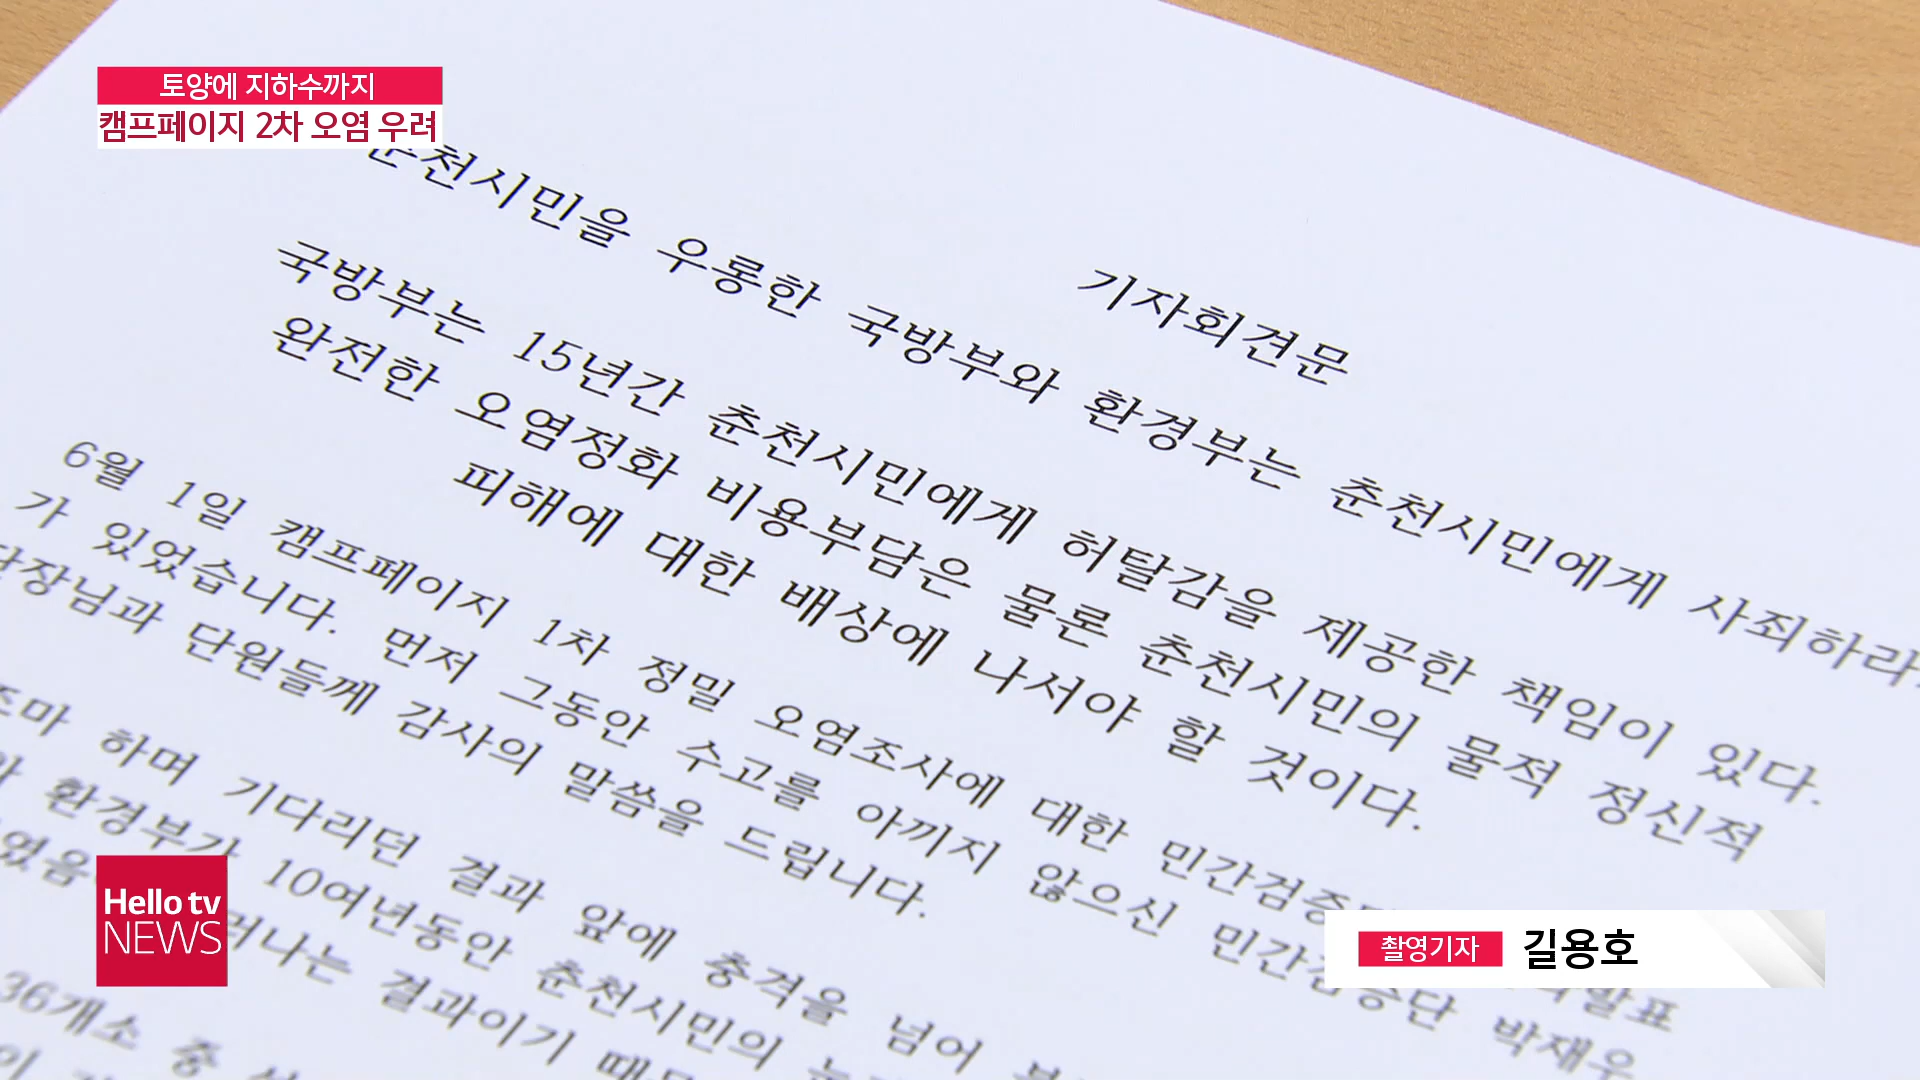 토양에 지하수까지
캠프페이지 2차 오염 우려
기자회견문
춘천시민을 우롱한 국방부와 환경부는 춘천시민에게 사죄하라
국방부는 15년간 춘천시민에게 허탈감을 제공한 책임이 있다.
완전한 오염정화 비용부담은 물론 춘천시민의 물적 정신적
피해에 대한 배상에 나서야 할 것이다.
6월 1일 캠프페이지 1차 정밀 오염조사에 대한 민간검증단
가 있었습니다. 먼저 그동안 수고를 아끼지 않으신 민간검증단 박재우
단장님과 단원들께 감사의 말씀을 드립니다.
조마 하며 기다리던 결과 앞에 충격을 넘어
환경부가 10여년동안 춘천시민의
러나는 결과이기
36개소 중
Hello tv
NEWS
촬영기자 길용호